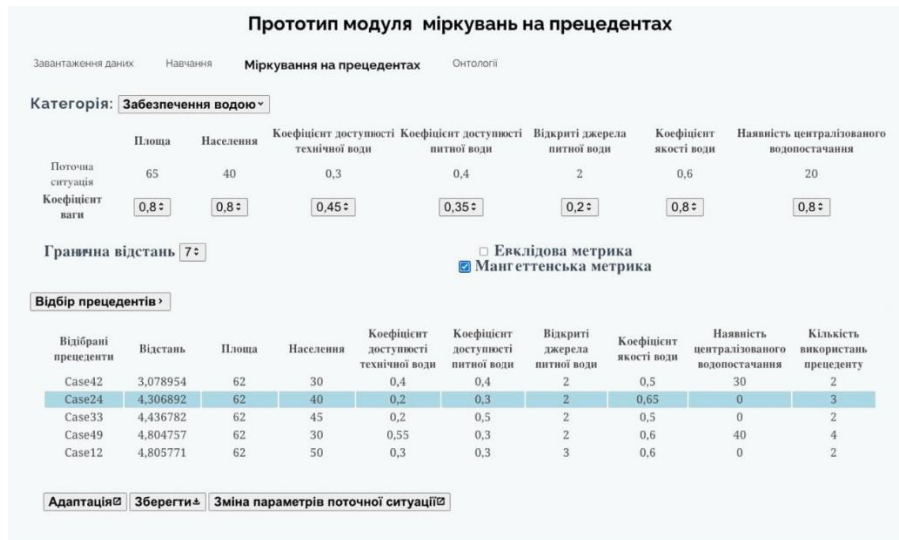 Прототип модуля міркувань на прецедентах
Завантаження даних Навчання Міркування на прецедентах Онтології
Категорія: Забезпечення водою
Площа Населення Коефіцієнт доступності технічної води Коефіцієнт доступності питної води Відкриті джерела питної води Коефіцієнт якості води Наявність централізованого водопостачання
Поточна ситуація 65 40 0,3 0,4 2 0,6 20
Коефіцієнт ваги 0,8 0,8 0,45 0,35 0,2 0,8 0,8
Гранична відстань 7
Евклідова метрика
Мангеттенська метрика
Відбір прецедентів
Відібрані прецеденти Відстань Площа Населення Коефіцієнт доступності технічної води Коефіцієнт доступності питної води Відкриті джерела питної води Коефіцієнт якості води Наявність централізованого водопостачання Кількість використань прецеденту
Case42 3,078954 62 30 0,4 0,4 2 0,5 30 2
Case24 4,306892 62 40 0,2 0,3 2 0,65 0 3
Case33 4,436782 62 45 0,2 0,5 2 0,5 0 2
Case49 4,804757 62 30 0,55 0,3 2 0,6 40 4
Case12 4,805771 62 50 0,3 0,3 3 0,6 0 2
Адаптація Зберегти Зміна параметрів поточної ситуації